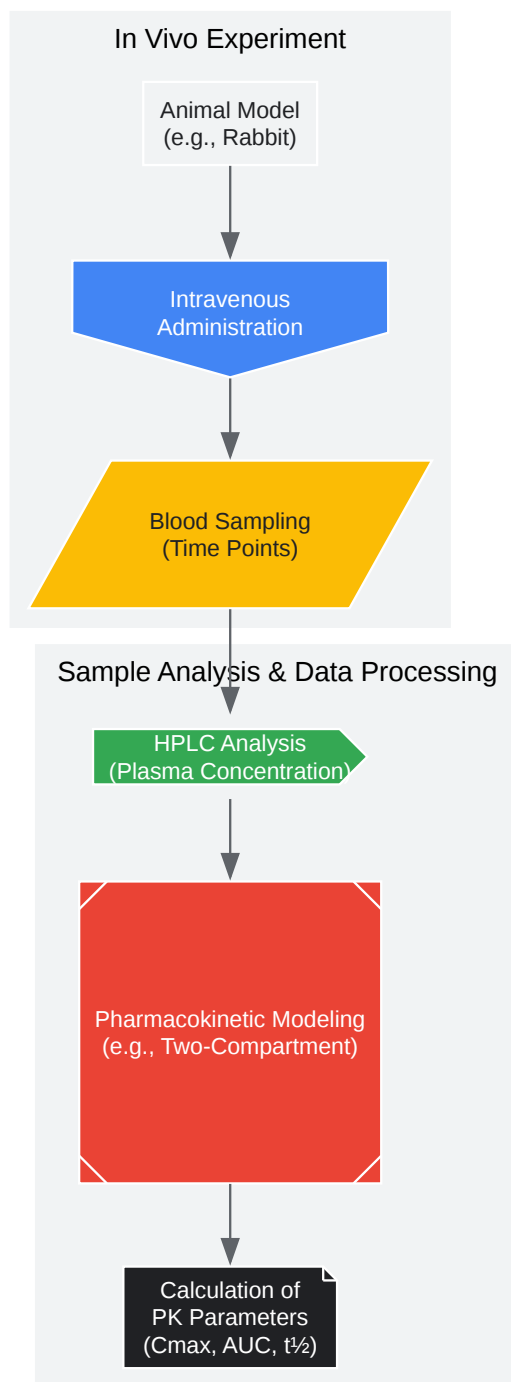 In Vivo Experiment
Animal Model
(e.g., Rabbit)
Intravenous
Administration
Blood Sampling
(Time Points)
Sample Analysis & Data Processing
HPLC Analysis
(Plasma Concentration)
Pharmacokinetic Modeling
(e.g., Two-Compartment)
Calculation of
PK Parameters
(Cmax, AUC, t½)